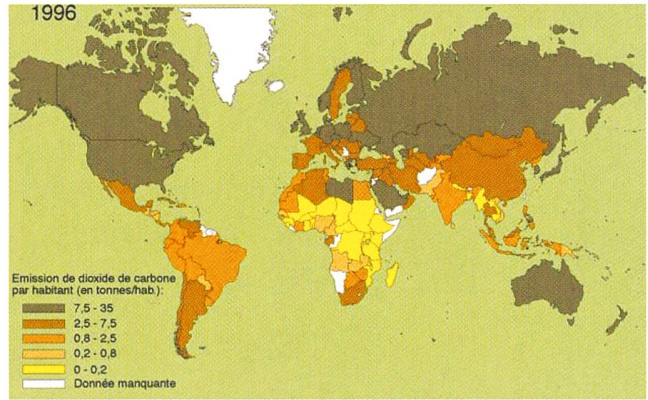 1996
Emission de dioxide de carbone
par habitant (en tonnes/hab.):
7,5 - 35
2,5 - 7,5
0,8 - 2,5
0,2 - 0,8
0 - 0,2
Donnée manquante